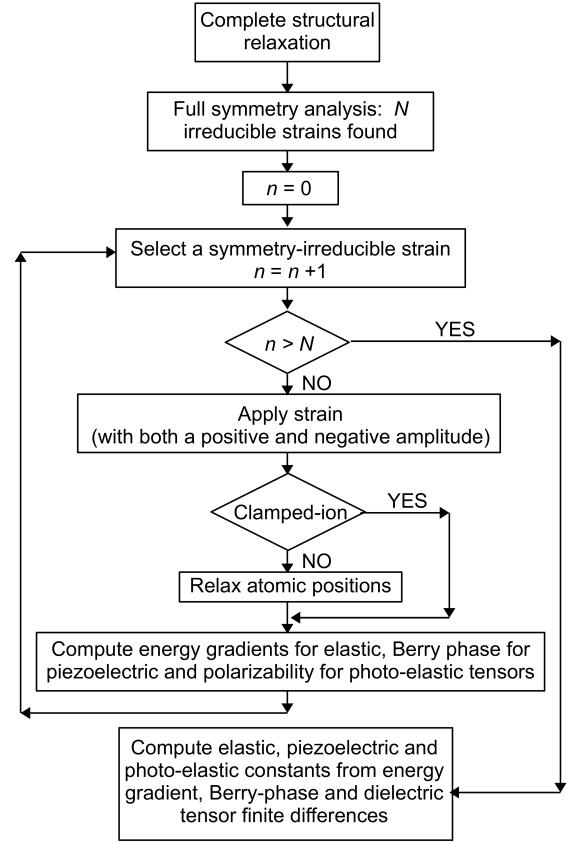 Complete structural
relaxation
Full symmetry analysis: N
irreducible strains found
n = 0
Select a symmetry-irreducible strain
n = n +1
n > N
YES
NO
Apply strain
(with both a positive and negative amplitude)
Clamped-ion
YES
NO
Relax atomic positions
Compute energy gradients for elastic, Berry phase for
piezoelectric and polarizability for photo-elastic tensors
Compute elastic, piezoelectric and
photo-elastic constants from energy
gradient, Berry-phase and dielectric
tensor finite differences